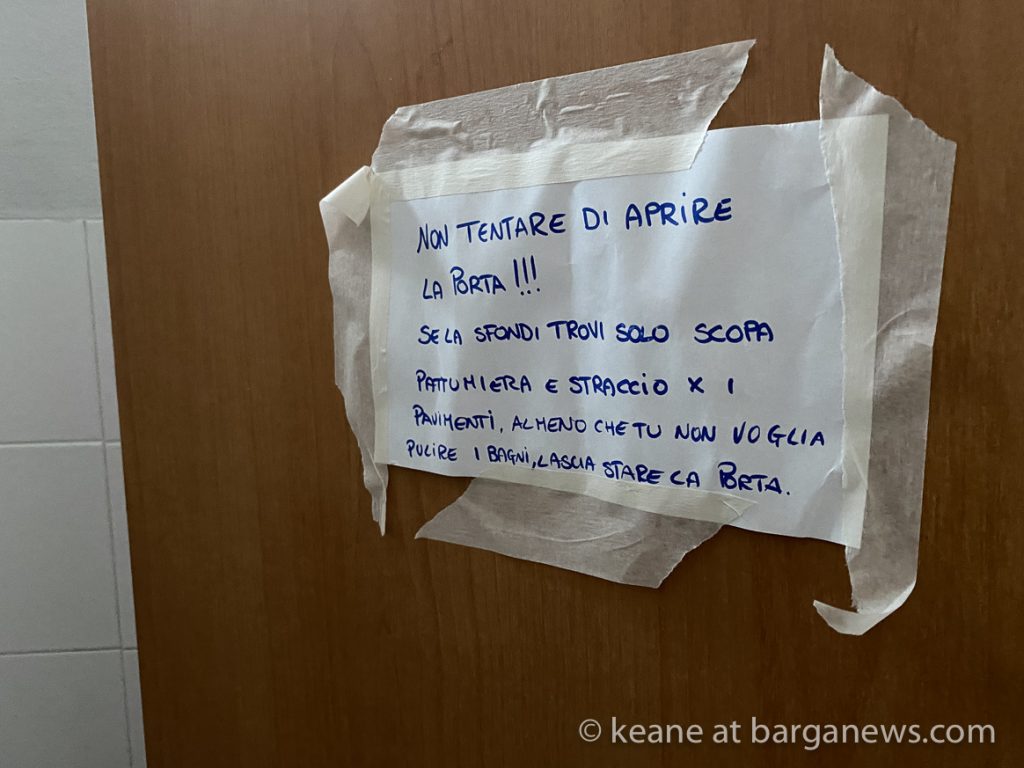 NON TENTARE DI APRIRE
LA PORTA!!!
SE LA SFONDI TROVI SOLO SCOPA
PATTUMIERA E STRACCIO X I
PAVIMENTI, ALMENO CHE TU NON VOGLIA
PULIRE I BAGNI, LASCIA STARE LA PORTA.
© keane at barganews.com